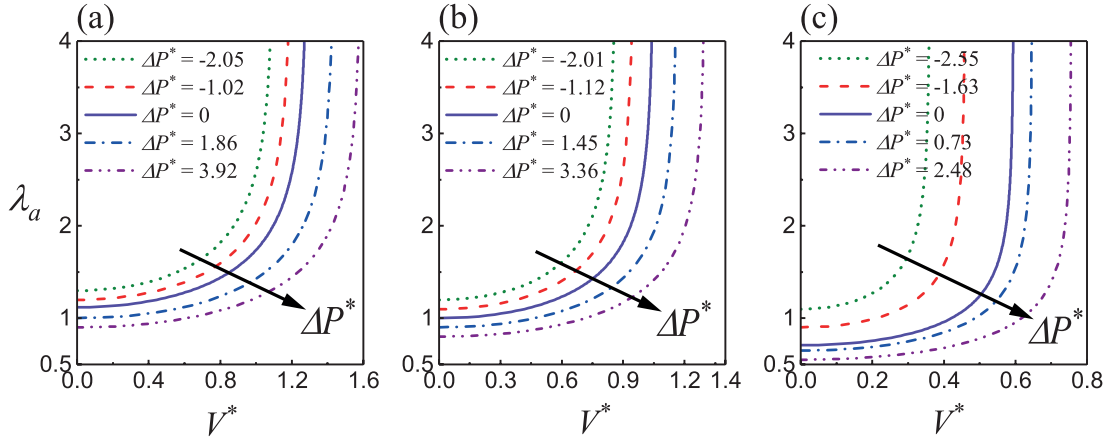 (a)
4
3
2
1
0.5
λa
ΔP* = -2.05
ΔP* = -1.02
ΔP* = 0
ΔP* = 1.86
ΔP* = 3.92
ΔP*
0.0 0.4 0.8 1.2 1.6
V*
(b)
4
3
2
1
0.5
ΔP* = -2.01
ΔP* = -1.12
ΔP* = 0
ΔP* = 1.45
ΔP* = 3.36
ΔP*
0.0 0.3 0.6 0.9 1.2 1.4
V*
(c)
4
3
2
1
0.5
ΔP* = -2.55
ΔP* = -1.63
ΔP* = 0
ΔP* = 0.73
ΔP* = 2.48
ΔP*
0.0 0.2 0.4 0.6 0.8
V*